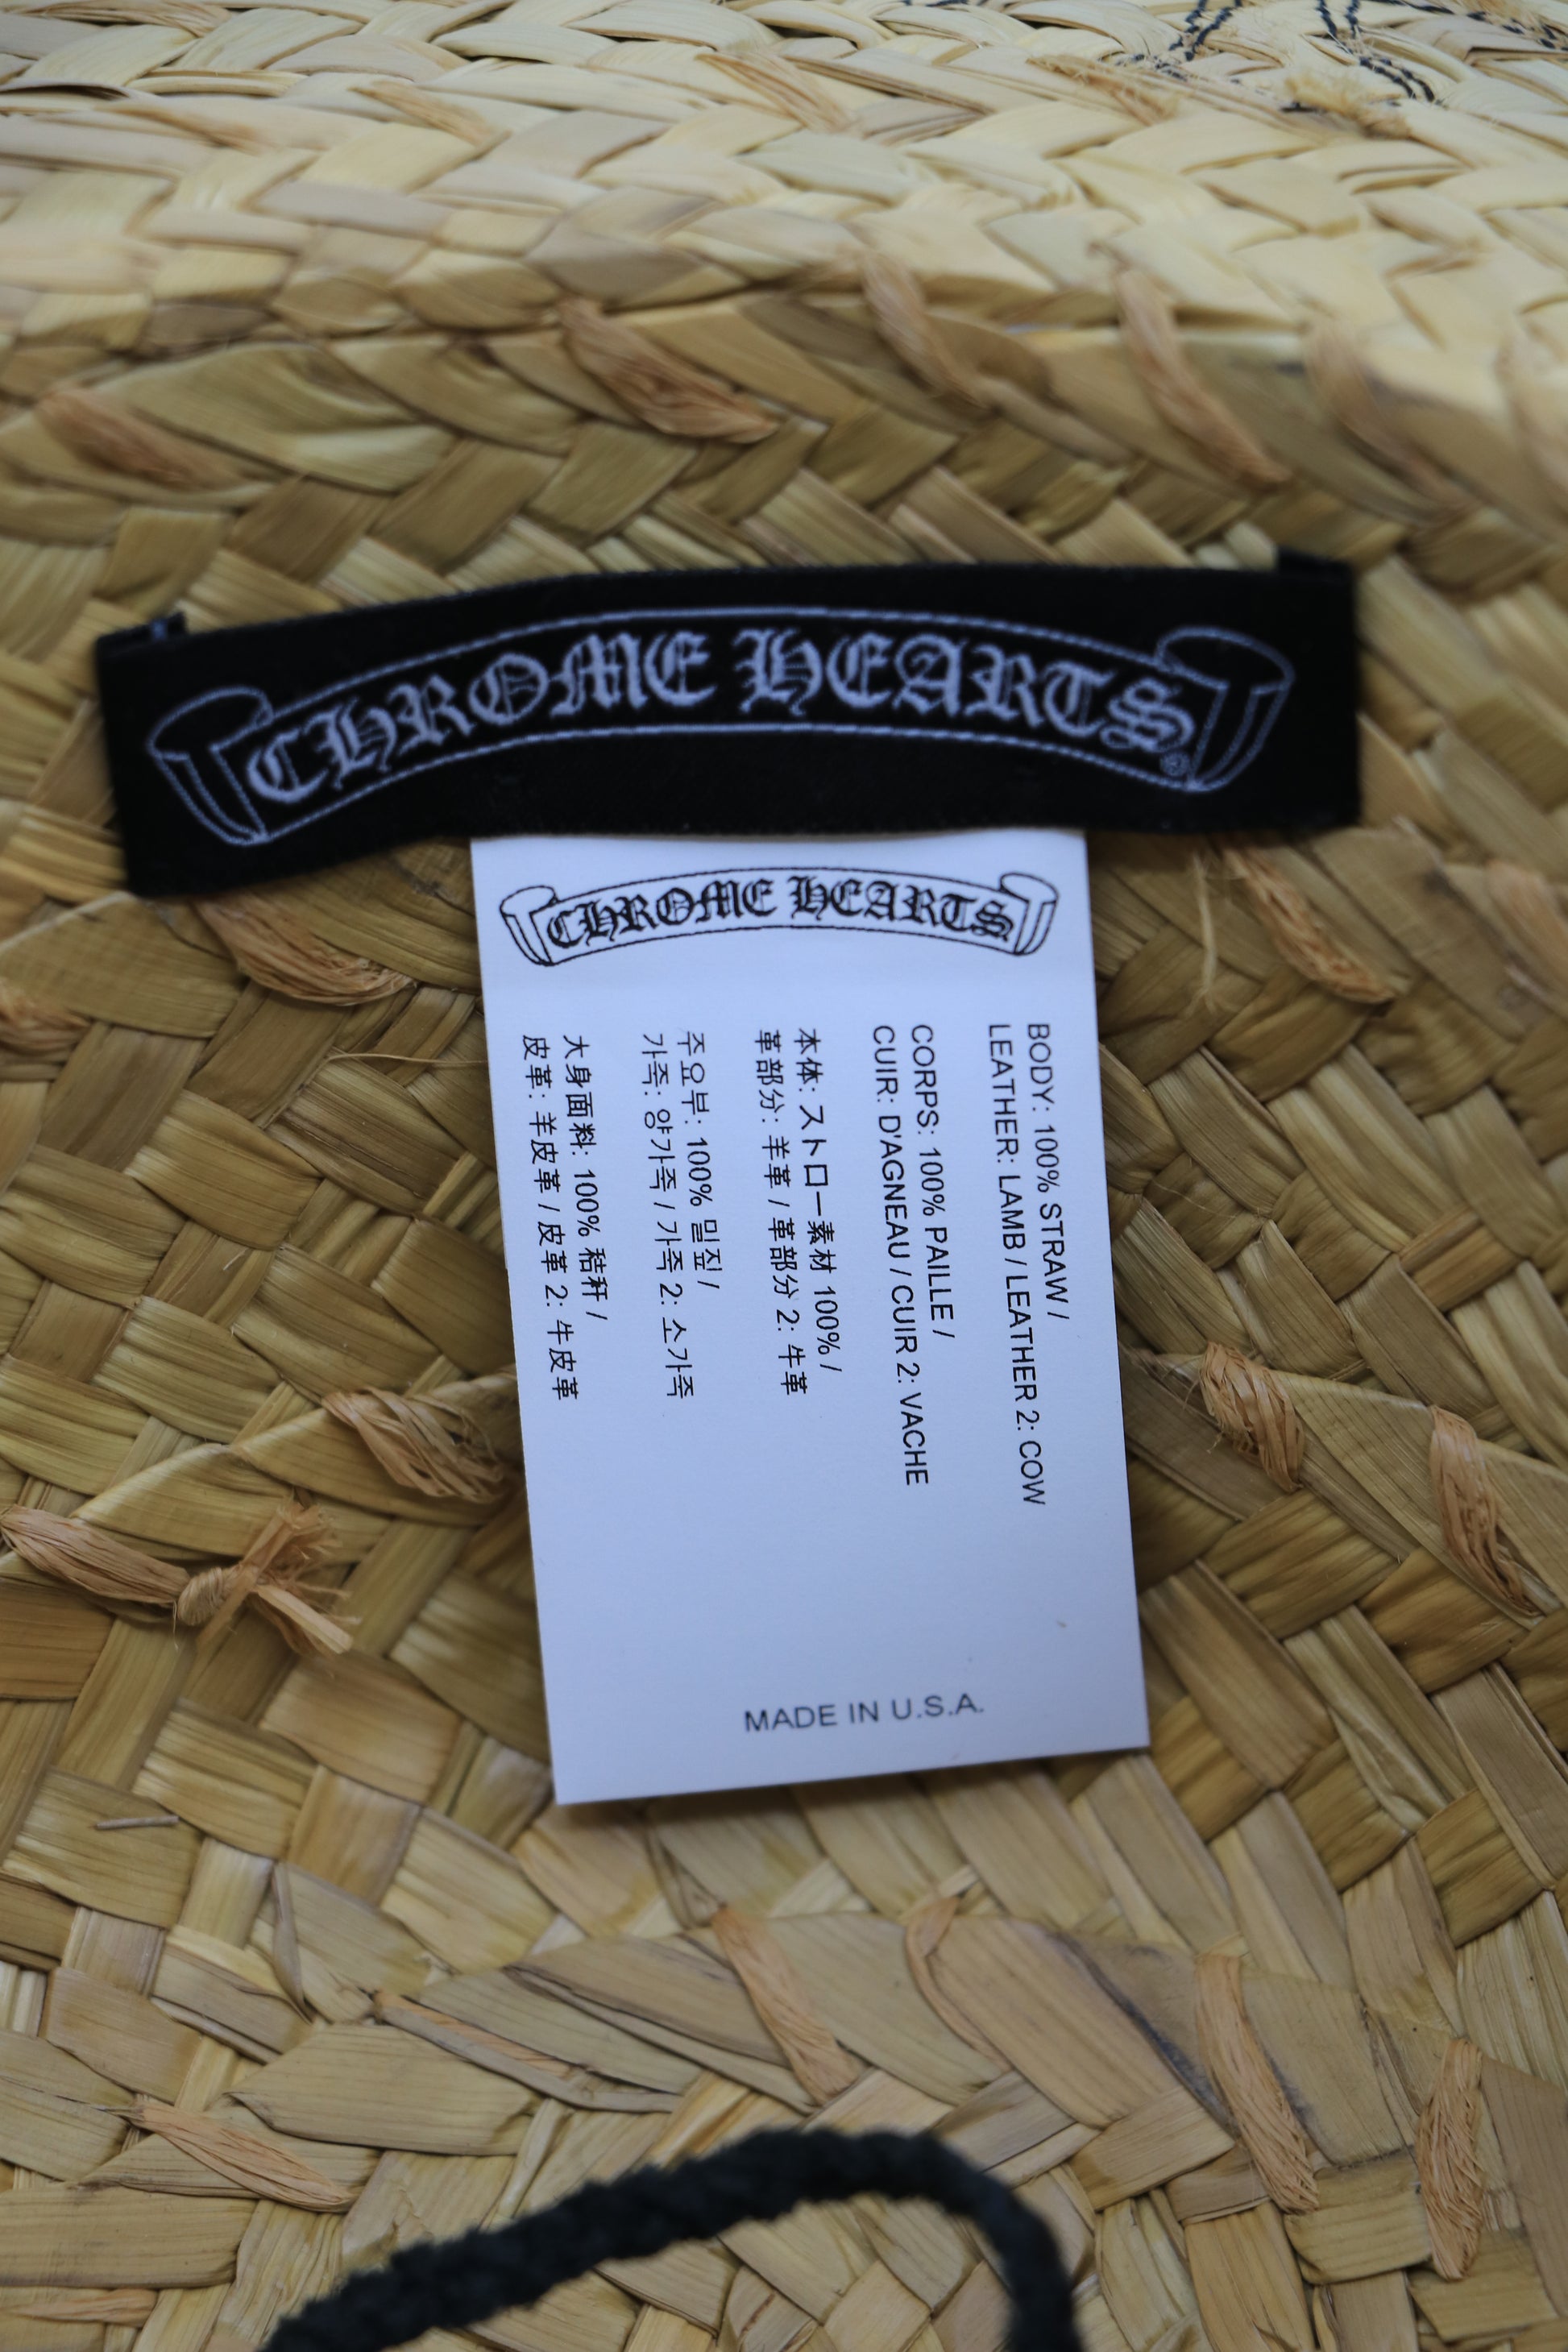 CHROME HEARTS®
CHROME HEARTS
BODY: 100% STRAW /
LEATHER: LAMB / LEATHER 2: COW
CORPS: 100% PAILLE /
CUIR: D'AGNEAU / CUIR 2: VACHE
本体: ストロー素材 100% /
革部分: 羊革 / 革部分 2: 牛革
주요부: 100% 밀짚 /
가죽: 양가죽 / 가죽 2: 소가죽
大身面料: 100% 秸秆 /
皮革: 羊皮革 / 皮革 2: 牛皮革
MADE IN U.S.A.